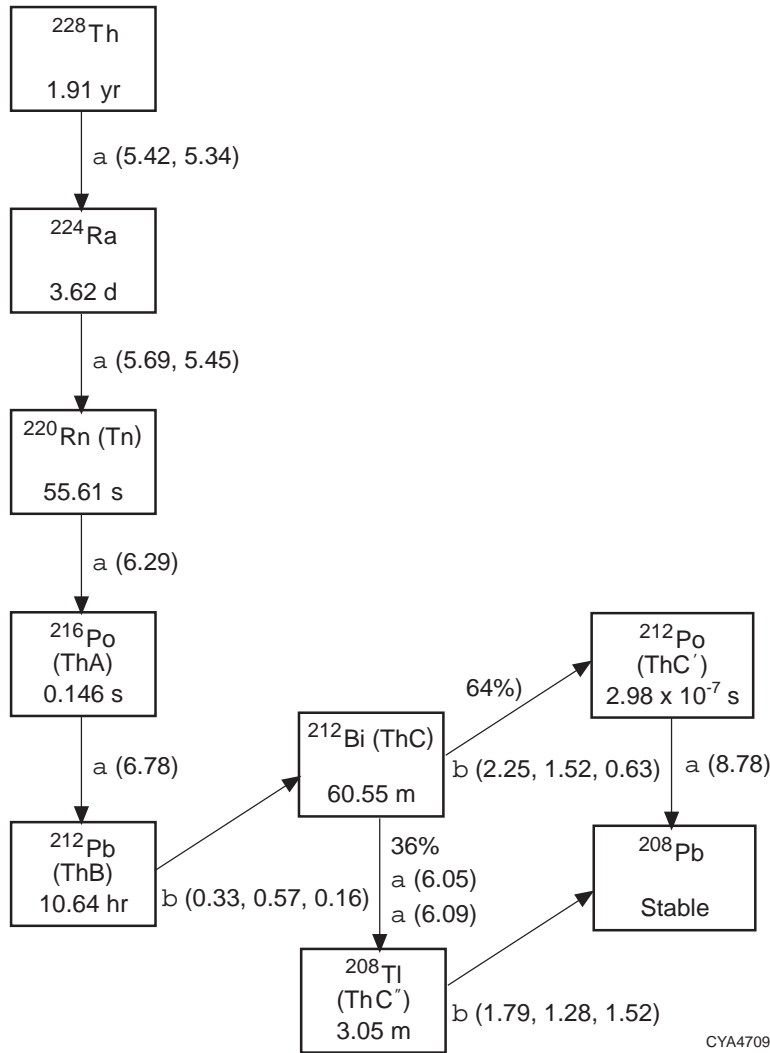 ²²⁸Th
1.91 yr
a (5.42, 5.34)
²²⁴Ra
3.62 d
a (5.69, 5.45)
²²⁰Rn (Tn)
55.61 s
a (6.29)
²¹⁶Po
(ThA)
0.146 s
a (6.78)
²¹²Pb
(ThB)
10.64 hr
b (0.33, 0.57, 0.16)
²¹²Bi (ThC)
60.55 m
64%)
b (2.25, 1.52, 0.63)
²¹²Po
(ThC′)
2.98 x 10⁻⁷ s
a (8.78)
36%
a (6.05)
a (6.09)
²⁰⁸Tl
(ThC″)
3.05 m
b (1.79, 1.28, 1.52)
²⁰⁸Pb
Stable
CYA4709